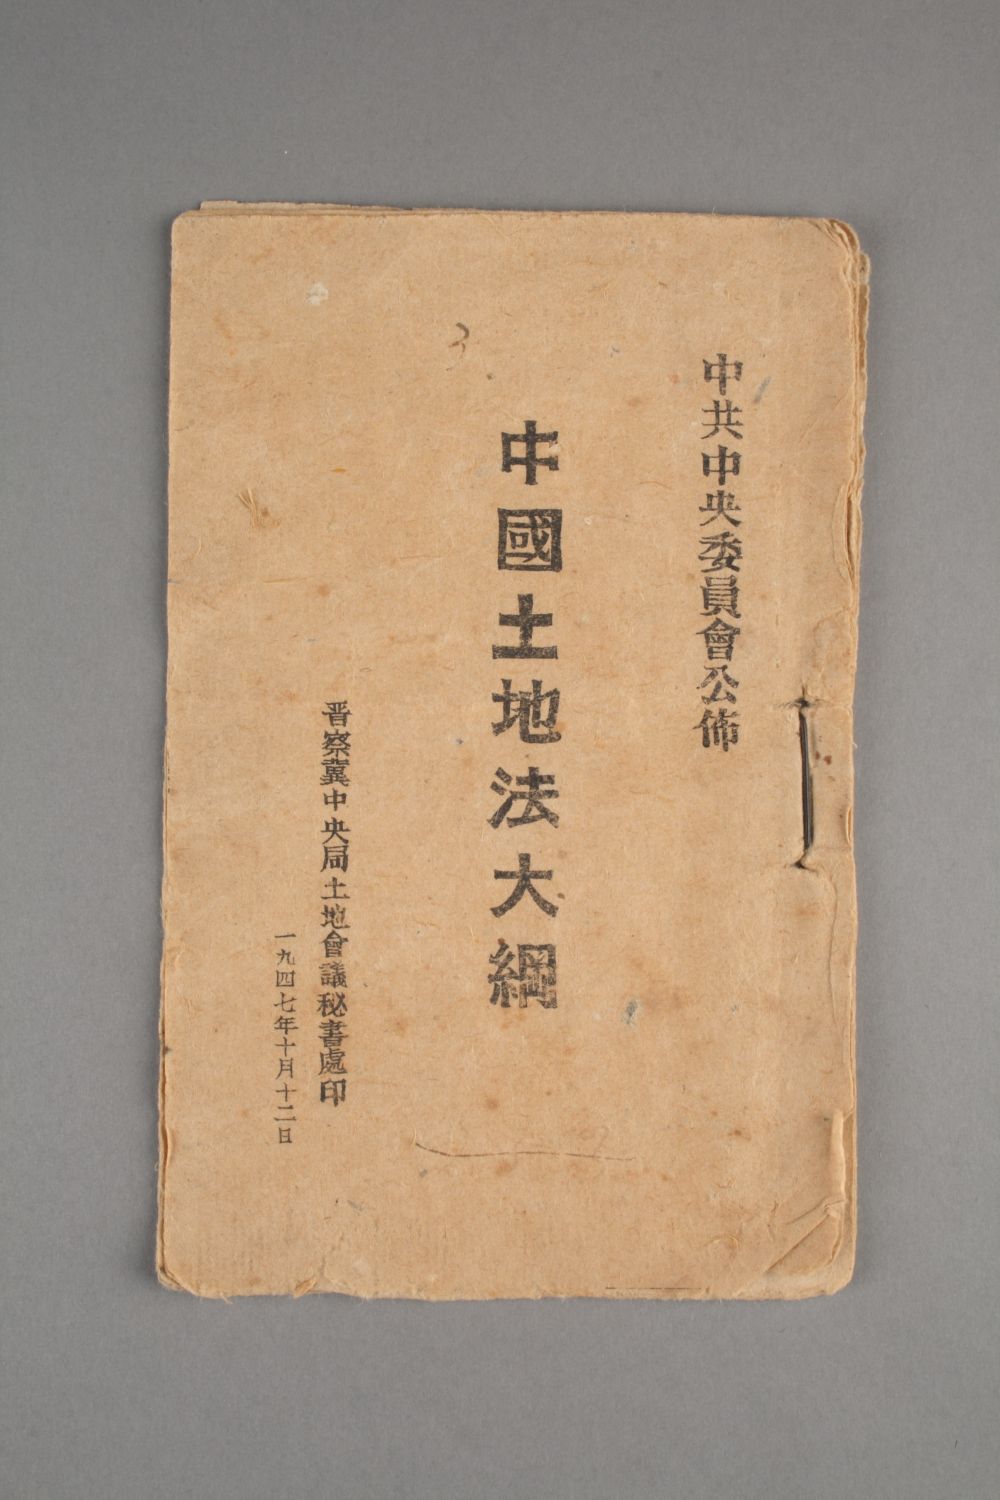 中共中央委員會公佈
中國土地法大綱
晋察冀中央局土地會議秘書處印
一九四七年十月十二日
3